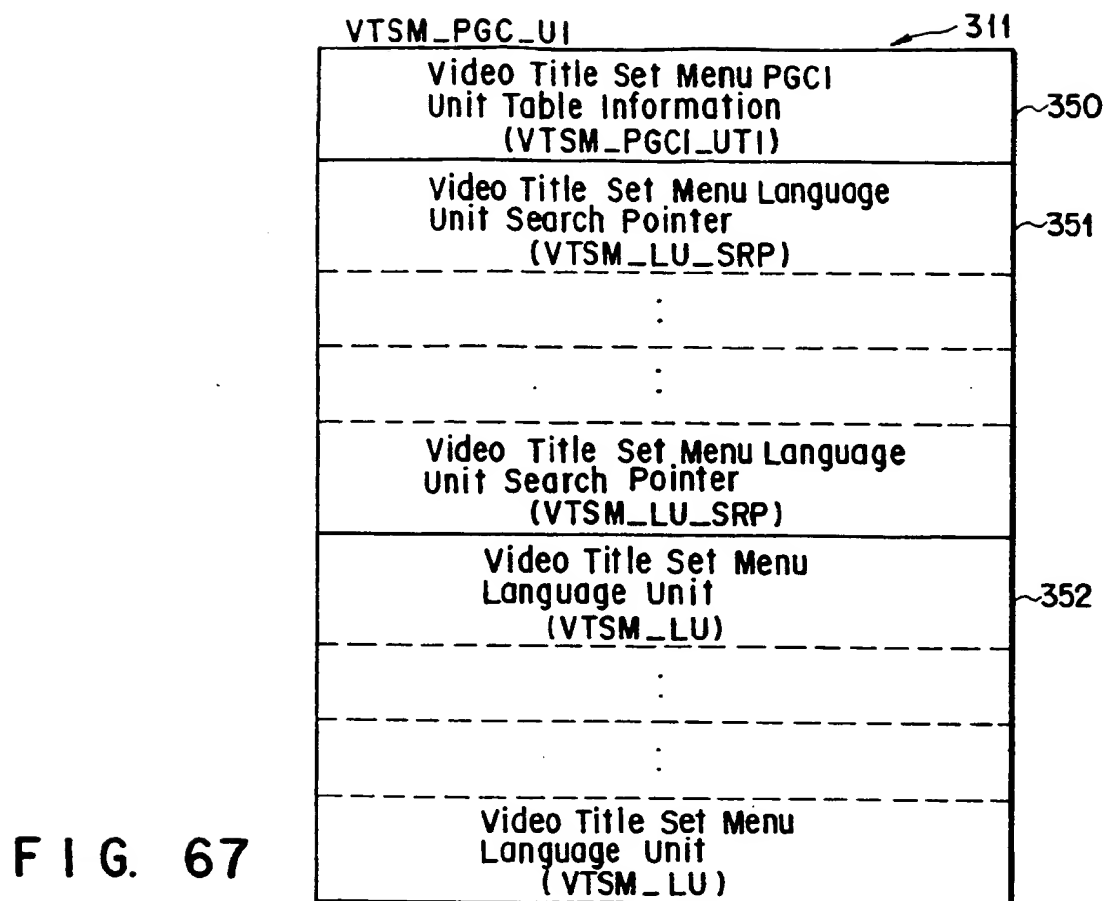 VTSM_PGC_UI
311
Video Title Set Menu PGCI
Unit Table Information
(VTSM_PGCI_UTI)
350
Video Title Set Menu Language
Unit Search Pointer
(VTSM_LU_SRP)
351
:
:
Video Title Set Menu Language
Unit Search Pointer
(VTSM_LU_SRP)
Video Title Set Menu
Language Unit
(VTSM_LU)
352
:
:
Video Title Set Menu
Language Unit
(VTSM_LU)
FIG. 67